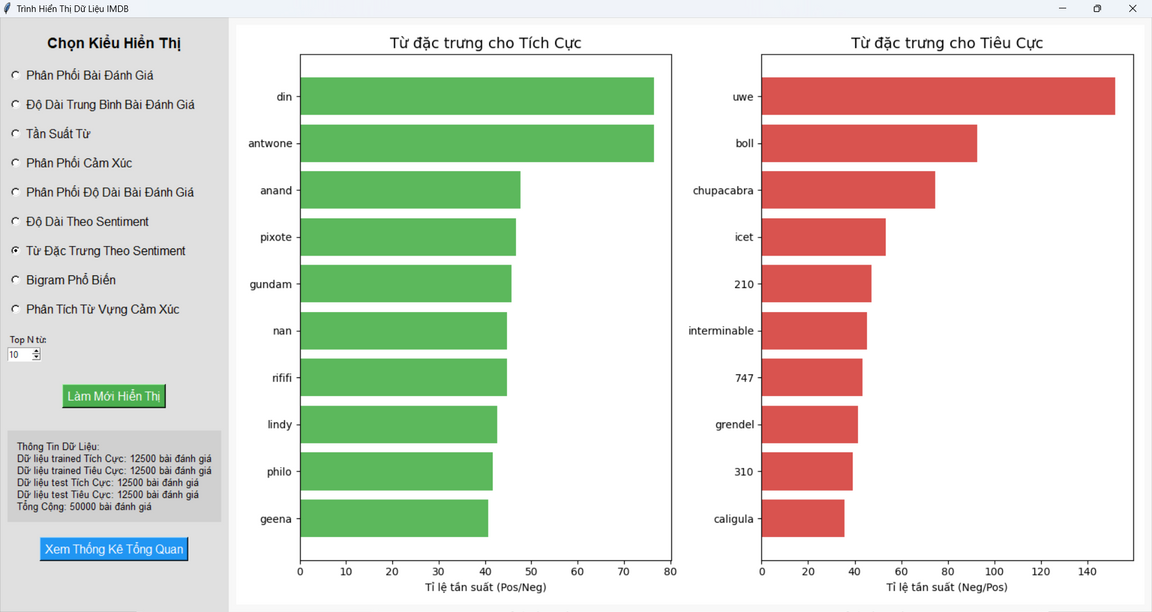 Trình Hiển Thị Dữ Liệu IMDB
Chọn Kiểu Hiển Thị
Phân Phối Bài Đánh Giá
Độ Dài Trung Bình Bài Đánh Giá
Tần Suất Từ
Phân Phối Cảm Xúc
Phân Phối Độ Dài Bài Đánh Giá
Độ Dài Theo Sentiment
Từ Đặc Trưng Theo Sentiment
Bigram Phổ Biến
Phân Tích Từ Vựng Cảm Xúc
Top N từ:
10
Làm Mới Hiển Thị
Thông Tin Dữ Liệu:
Dữ liệu trained Tích Cực: 12500 bài đánh giá
Dữ liệu trained Tiêu Cực: 12500 bài đánh giá
Dữ liệu test Tích Cực: 12500 bài đánh giá
Dữ liệu test Tiêu Cực: 12500 bài đánh giá
Tổng Cộng: 50000 bài đánh giá
Xem Thống Kê Tổng Quan
Từ đặc trưng cho Tích Cực
din
antwone
anand
pixote
gundam
nan
rififi
lindy
philo
geena
0 10 20 30 40 50 60 70 80
Tỉ lệ tần suất (Pos/Neg)
Từ đặc trưng cho Tiêu Cực
uwe
boll
chupacabra
icet
210
interminable
747
grendel
310
caligula
0 20 40 60 80 100 120 140
Tỉ lệ tần suất (Neg/Pos)